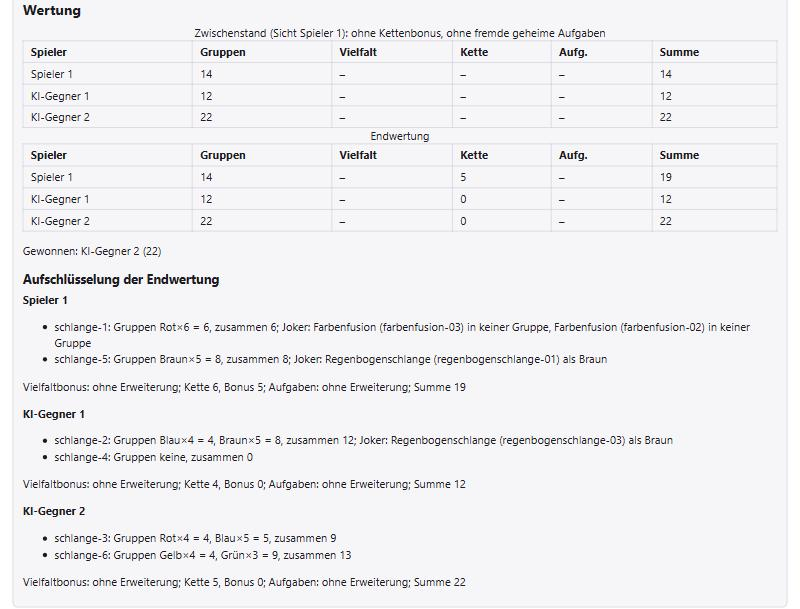 Wertung
Zwischenstand (Sicht Spieler 1): ohne Kettenbonus, ohne fremde geheime Aufgaben
Spieler Gruppen Vielfalt Kette Aufg. Summe
Spieler 1 14 – – – 14
KI-Gegner 1 12 – – – 12
KI-Gegner 2 22 – – – 22
Endwertung
Spieler Gruppen Vielfalt Kette Aufg. Summe
Spieler 1 14 – 5 – 19
KI-Gegner 1 12 – 0 – 12
KI-Gegner 2 22 – 0 – 22
Gewonnen: KI-Gegner 2 (22)
Aufschlüsselung der Endwertung
Spieler 1
• schlange-1: Gruppen Rot×6 = 6, zusammen 6; Joker: Farbenfusion (farbenfusion-03) in keiner Gruppe, Farbenfusion (farbenfusion-02) in keiner
Gruppe
• schlange-5: Gruppen Braun×5 = 8, zusammen 8; Joker: Regenbogenschlange (regenbogenschlange-01) als Braun
Vielfaltbonus: ohne Erweiterung; Kette 6, Bonus 5; Aufgaben: ohne Erweiterung; Summe 19
KI-Gegner 1
• schlange-2: Gruppen Blau×4 = 4, Braun×5 = 8, zusammen 12; Joker: Regenbogenschlange (regenbogenschlange-03) als Braun
• schlange-4: Gruppen keine, zusammen 0
Vielfaltbonus: ohne Erweiterung; Kette 4, Bonus 0; Aufgaben: ohne Erweiterung; Summe 12
KI-Gegner 2
• schlange-3: Gruppen Rot×4 = 4, Blau×5 = 5, zusammen 9
• schlange-6: Gruppen Gelb×4 = 4, Grün×3 = 9, zusammen 13
Vielfaltbonus: ohne Erweiterung; Kette 5, Bonus 0; Aufgaben: ohne Erweiterung; Summe 22